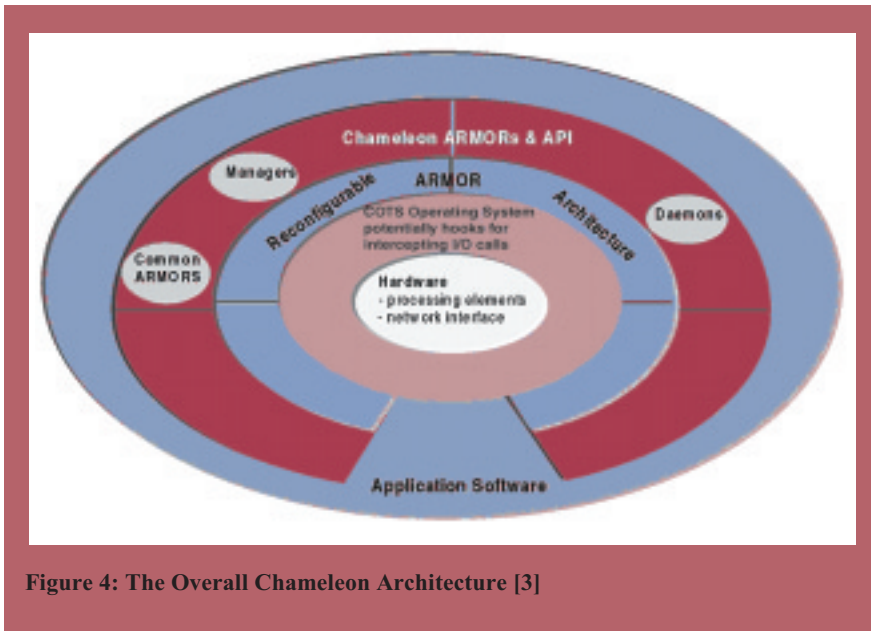 Chameleon ARMORs & API
Managers
Reconfigurable
ARMOR
Architecture
Daemons
Common
ARMORS
COTS Operating System
potentially hooks for
intercepting I/O calls
Hardware
- processing elements
- network interface
Application Software
Figure 4: The Overall Chameleon Architecture [3]